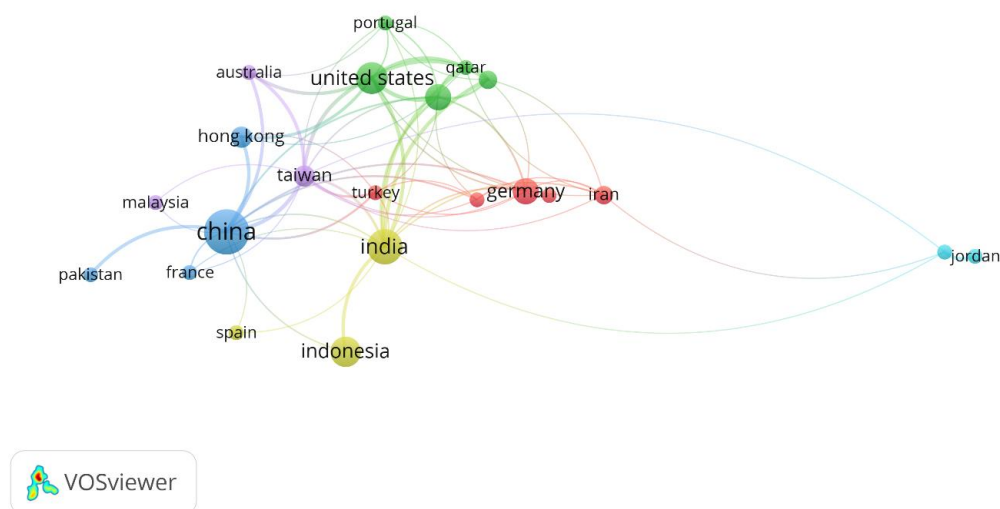 portugal
qatar
united states
australia
hong kong
taiwan
turkey
germany
iran
malaysia
china
india
jordan
pakistan
france
spain
indonesia
VOSviewer